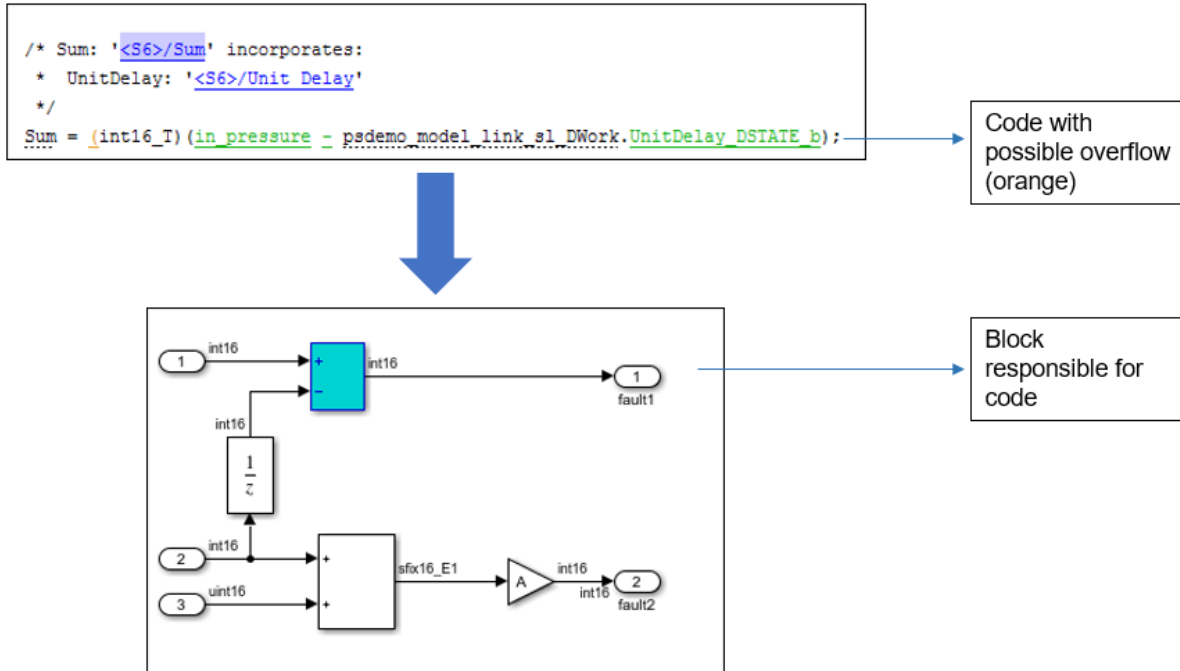 /* Sum: '<S6>/Sum' incorporates:
 *  UnitDelay: '<S6>/Unit Delay'
 */
Sum = (int16_T)(in_pressure - psdemo_model_link_sl_DWork.UnitDelay_DSTATE_b);
Code with
possible overflow
(orange)
Block
responsible for
code
1
int16
+
−
int16
1
fault1
int16
1
z
2
int16
3
uint16
+
+
sfix16_E1
A
int16
int16
2
fault2